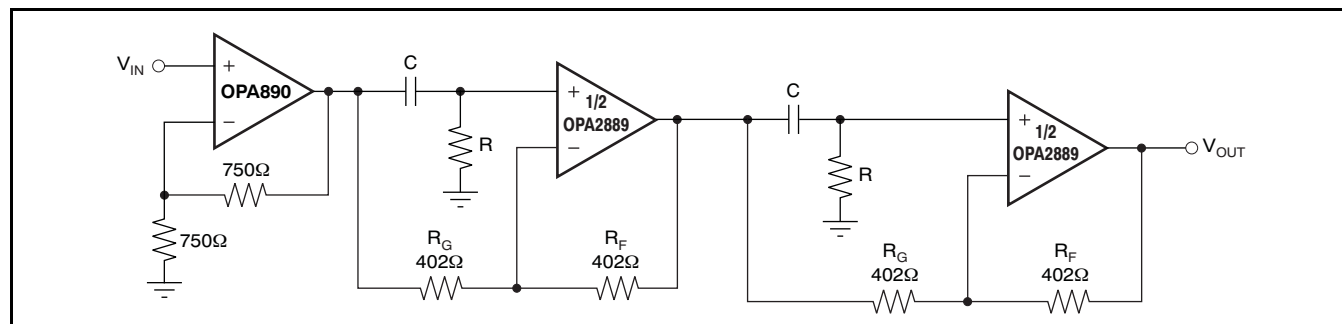 V_IN
+
OPA890
−
750Ω
750Ω
C
R
+
1/2
OPA2889
−
R_G
402Ω
R_F
402Ω
C
R
+
1/2
OPA2889
−
R_G
402Ω
R_F
402Ω
V_OUT